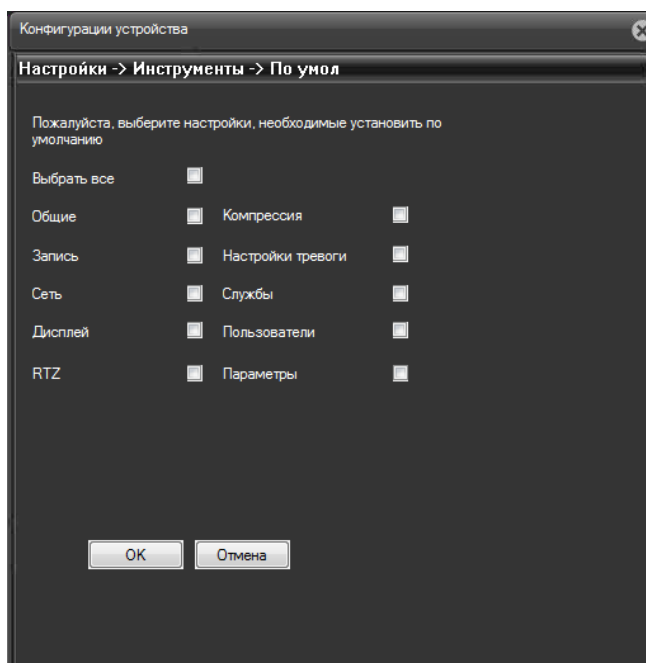 Конфигурации устройства
Настройки -> Инструменты -> По умол
Пожалуйста, выберите настройки, необходимые установить по
умолчанию
Выбрать все
Общие Компрессия
Запись Настройки тревоги
Сеть Службы
Дисплей Пользователи
RTZ Параметры
OK Отмена